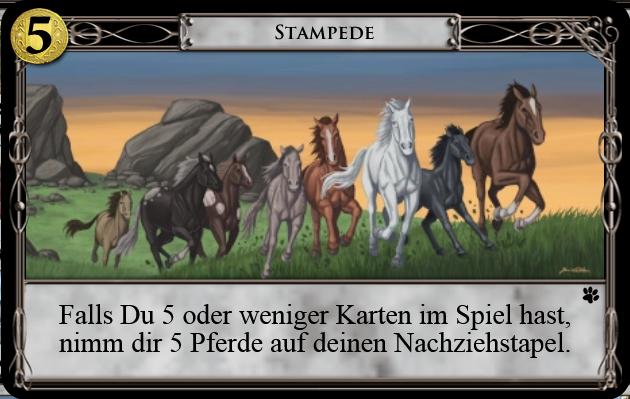 5
Stampede
Falls Du 5 oder weniger Karten im Spiel hast,
nimm dir 5 Pferde auf deinen Nachziehstapel.